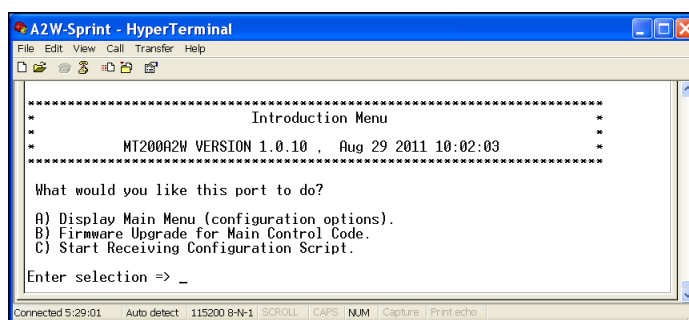 A2W-Sprint - HyperTerminal
File Edit View Call Transfer Help
***************************************************************************
* Introduction Menu *
* *
* MT200A2W VERSION 1.0.10 , Aug 29 2011 10:02:03 *
***************************************************************************
What would you like this port to do?
A) Display Main Menu (configuration options).
B) Firmware Upgrade for Main Control Code.
C) Start Receiving Configuration Script.
Enter selection => _
Connected 5:29:01 Auto detect 115200 8-N-1 SCROLL CAPS NUM Capture Print echo